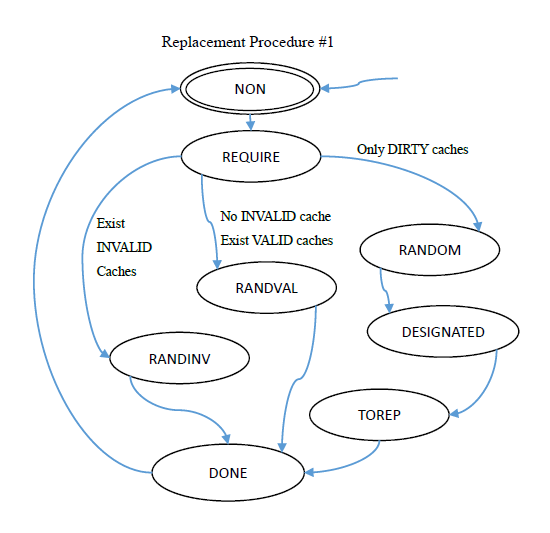 Replacement Procedure #1
NON
REQUIRE
Only DIRTY caches
Exist
INVALID
Caches
No INVALID cache
Exist VALID caches
RANDOM
RANDVAL
DESIGNATED
RANDINV
TOREP
DONE